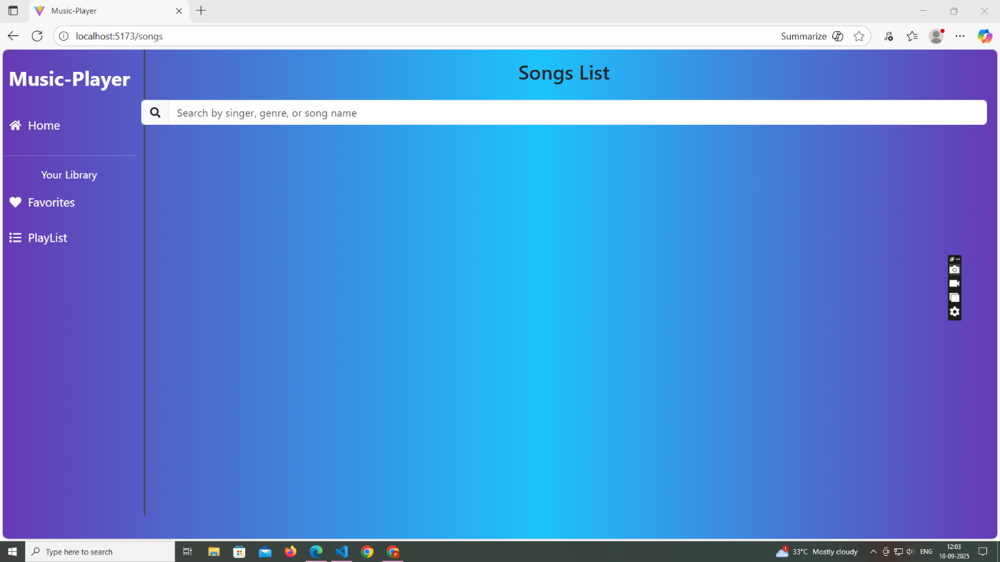 Music-Player
localhost:5173/songs
Summarize
Music-Player
Songs List
Search by singer, genre, or song name
Home
Your Library
Favorites
PlayList
Type here to search
1
P
33°C Mostly cloudy
ENG
12:03
18-09-2025